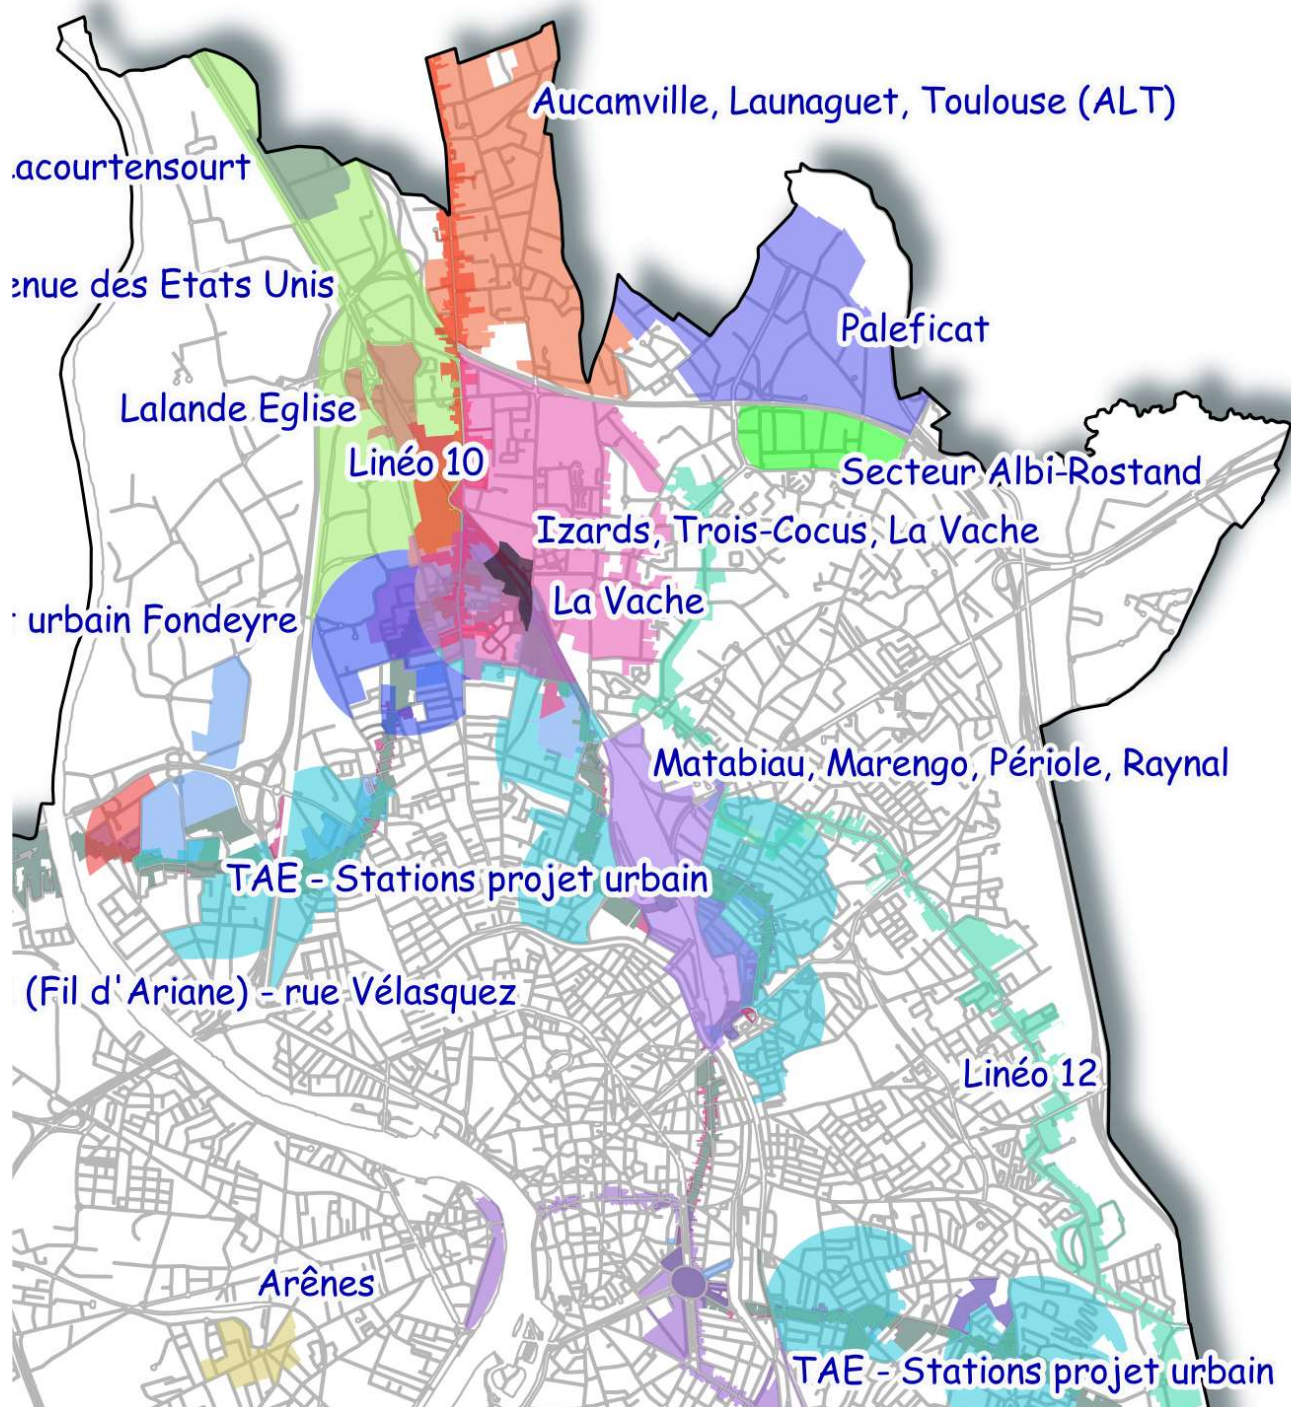 Aucamville, Launaguet, Toulouse (ALT)
acourtensourt
enue des Etats Unis
Paleficat
Lalande Eglise
Linéo 10
Secteur Albi-Rostand
Izards, Trois-Cocus, La Vache
La Vache
urbain Fondeyre
Matabiau, Marengo, Périole, Raynal
TAE - Stations projet urbain
(Fil d'Ariane) - rue Vélasquez
Linéo 12
Arênes
TAE - Stations projet urbain